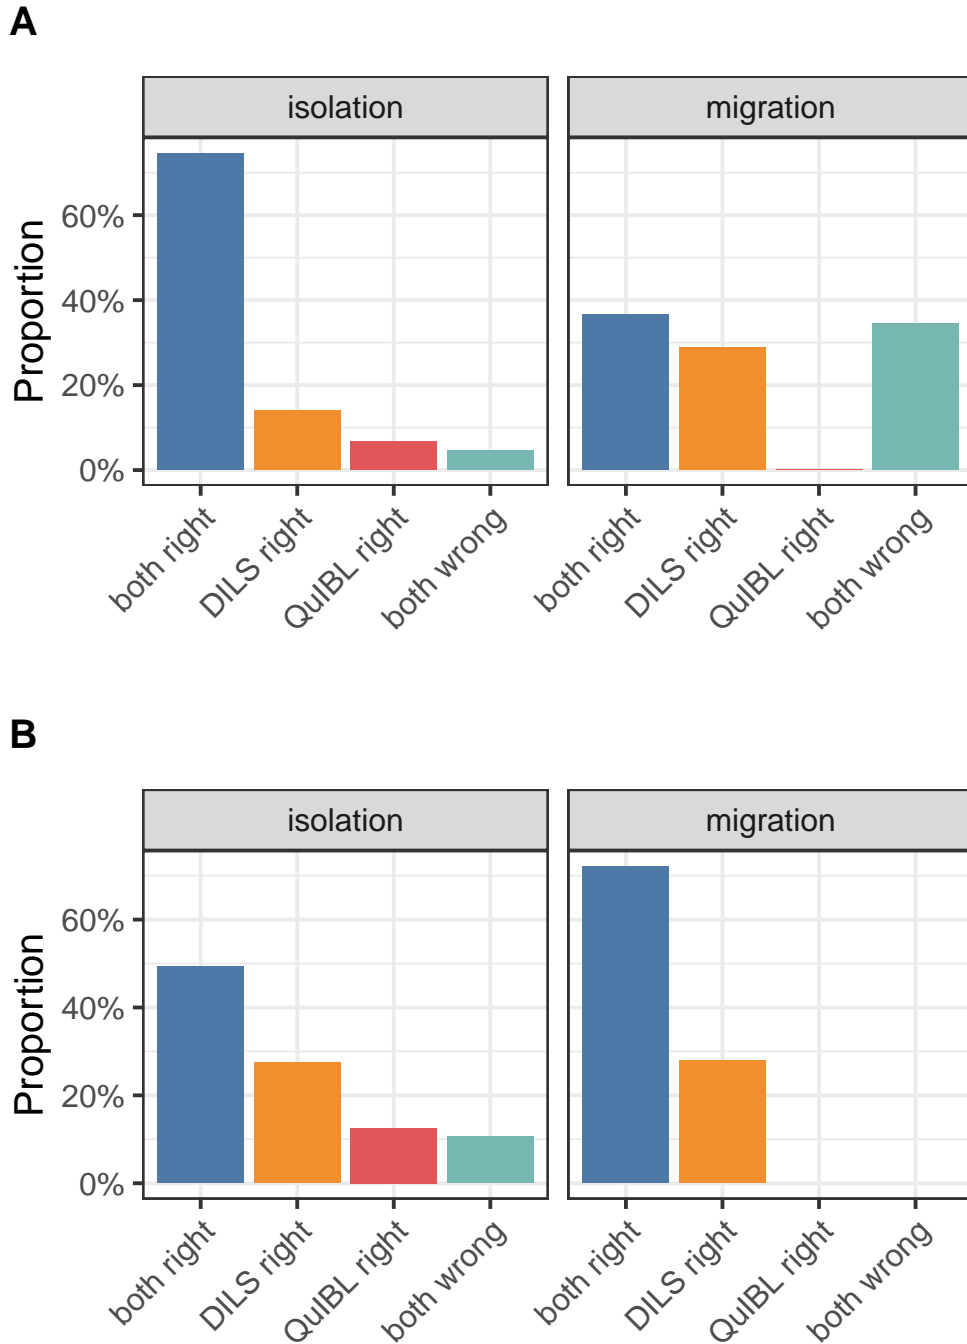 A
isolation migration
Proportion
60%
40%
20%
0%
both right DILS right QuIBL right both wrong both right DILS right QuIBL right both wrong
B
isolation migration
Proportion
60%
40%
20%
0%
both right DILS right QuIBL right both wrong both right DILS right QuIBL right both wrong